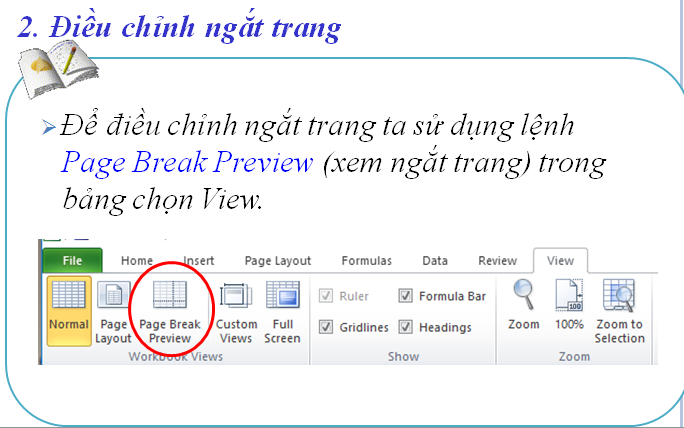 2. Điều chỉnh ngắt trang
Để điều chỉnh ngắt trang ta sử dụng lệnh
Page Break Preview (xem ngắt trang) trong
bảng chọn View.
File Home Insert Page Layout Formulas Data Review View
Normal
Page Layout
Page Break Preview
Custom Views
Full Screen
Workbook Views
Ruler
Formula Bar
Gridlines
Headings
Show
Zoom
100
100%
Zoom to Selection
Zoom